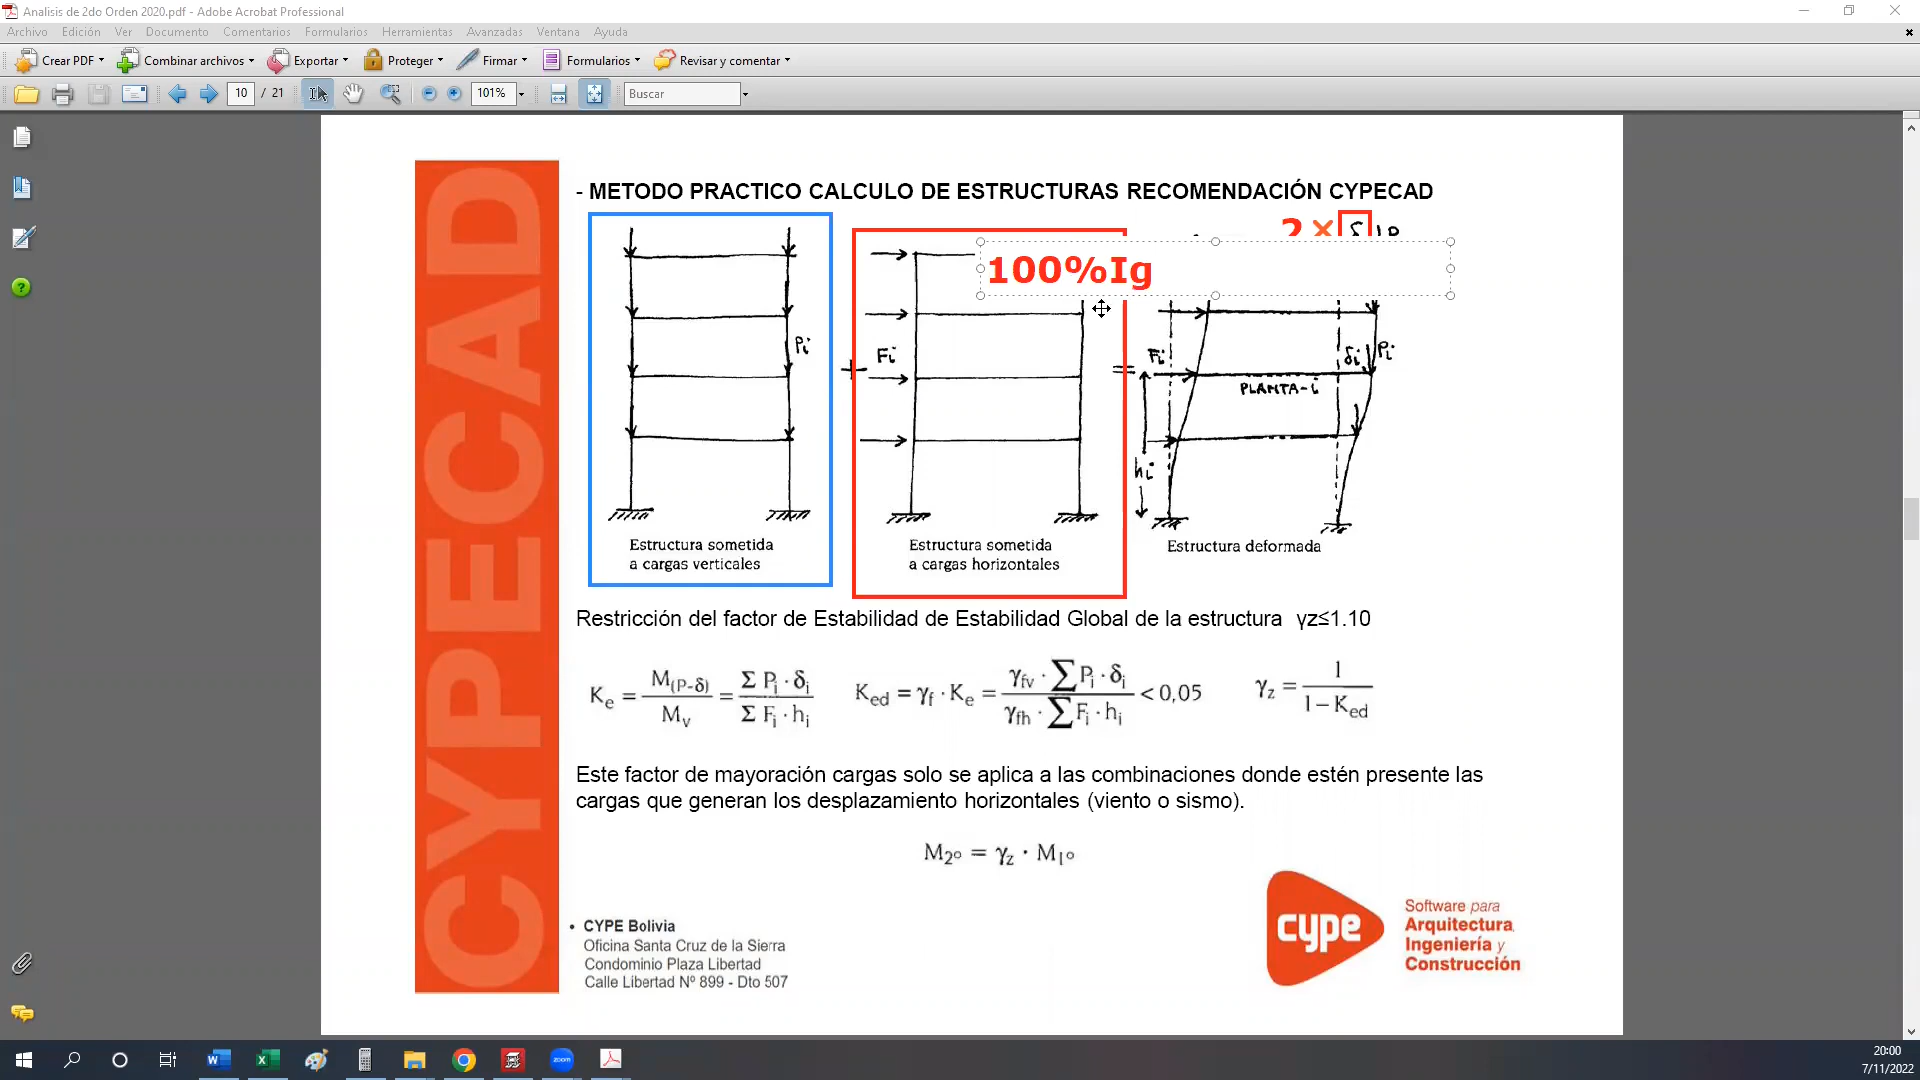 Analisis de 2do Orden 2020.pdf - Adobe Acrobat Professional
Archivo Edición Ver Documento Comentarios Formularios Herramientas Avanzadas Ventana Ayuda
Crear PDF Combinar archivos Exportar Proteger Firmar Formularios Revisar y comentar
10 / 21 101% Buscar
CYPECAD
- METODO PRACTICO CALCULO DE ESTRUCTURAS RECOMENDACIÓN CYPECAD
2 × δ
100%Ig
Pi
+ Fi
= Fi δi Pi
PLANTA-i
hi
Estructura sometida
a cargas verticales
Estructura sometida
a cargas horizontales
Estructura deformada
Restricción del factor de Estabilidad de Estabilidad Global de la estructura γz≤1.10
Ke = M(P-δ) / Mv = Σ Pi · δi / Σ Fi · hi
Ked = γf · Ke = γfv · ∑ Pi · δi / γfh · ∑ Fi · hi < 0,05
γz = 1 / 1 – Ked
Este factor de mayoración cargas solo se aplica a las combinaciones donde estén presente las
cargas que generan los desplazamiento horizontales (viento o sismo).
M2º = γz · M1º
• CYPE Bolivia
Oficina Santa Cruz de la Sierra
Condominio Plaza Libertad
Calle Libertad Nº 899 - Dto 507
cype
Software para
Arquitectura,
Ingeniería y
Construcción
zoom
20:00
7/11/2022